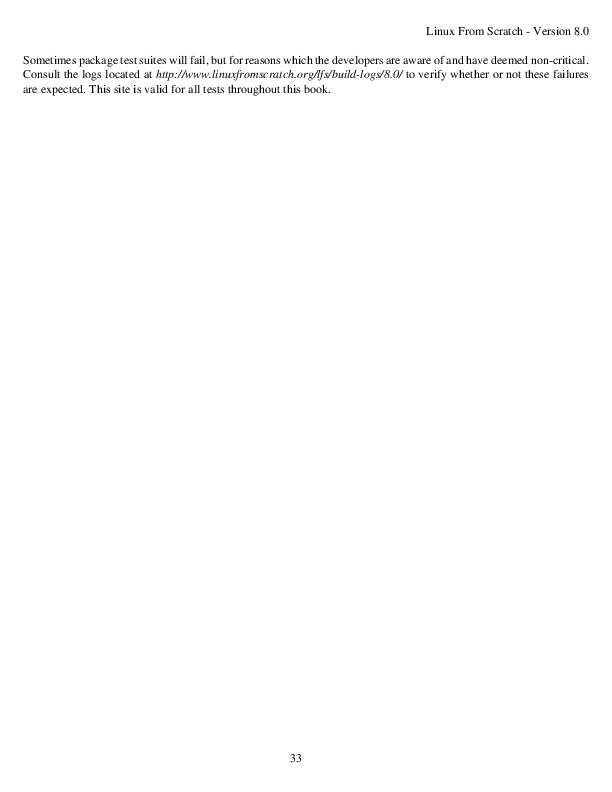 Linux From Scratch - Version 8.0
Sometimes package test suites will fail, but for reasons which the developers are aware of and have deemed non-critical.
Consult the logs located at http://www.linuxfromscratch.org/lfs/build-logs/8.0/ to verify whether or not these failures
are expected. This site is valid for all tests throughout this book.
33